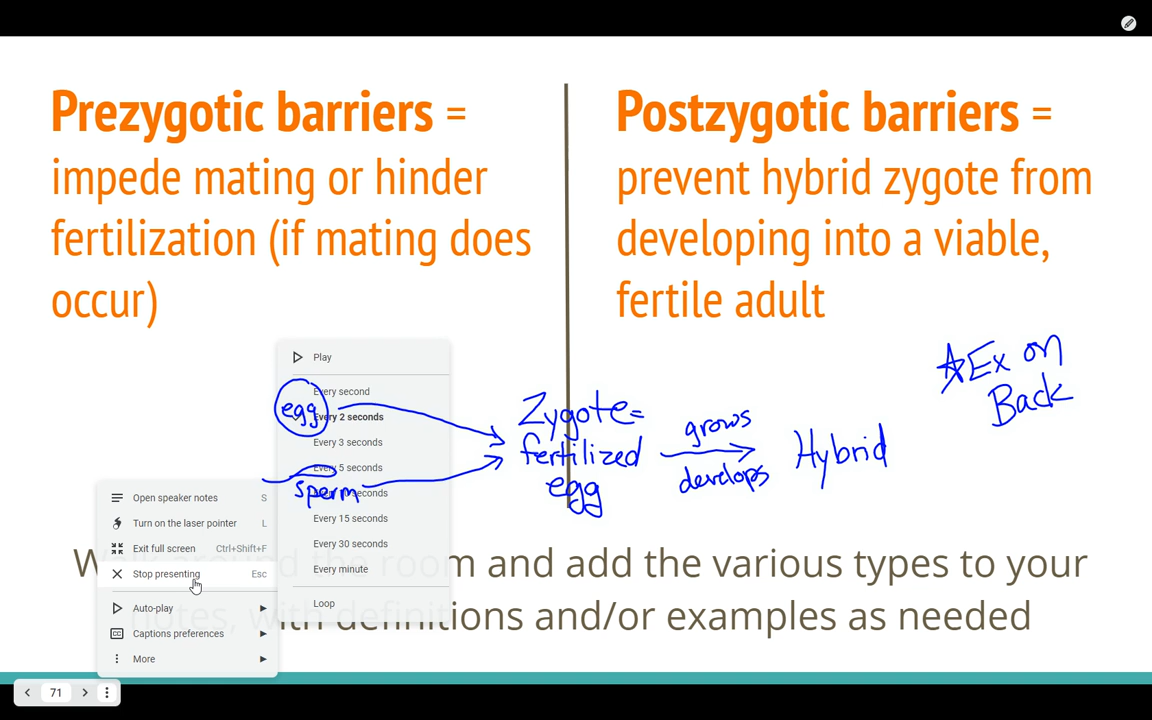 Prezygotic barriers =
impede mating or hinder
fertilization (if mating does
occur)
Postzygotic barriers =
prevent hybrid zygote from
developing into a viable,
fertile adult
☆Ex on
Back
egg
sperm
Zygote=
fertilized
egg
grows
develops
Hybrid
Play
Every second
Every 2 seconds
Every 3 seconds
Every 5 seconds
seconds
Every 15 seconds
Every 30 seconds
Every minute
Loop
Open speaker notes S
Turn on the laser pointer L
Exit full screen Ctrl+Shift+F
Stop presenting Esc
Auto-play
CC Captions preferences
More
room and add the various types to your
notes, with definitions and/or examples as needed
71